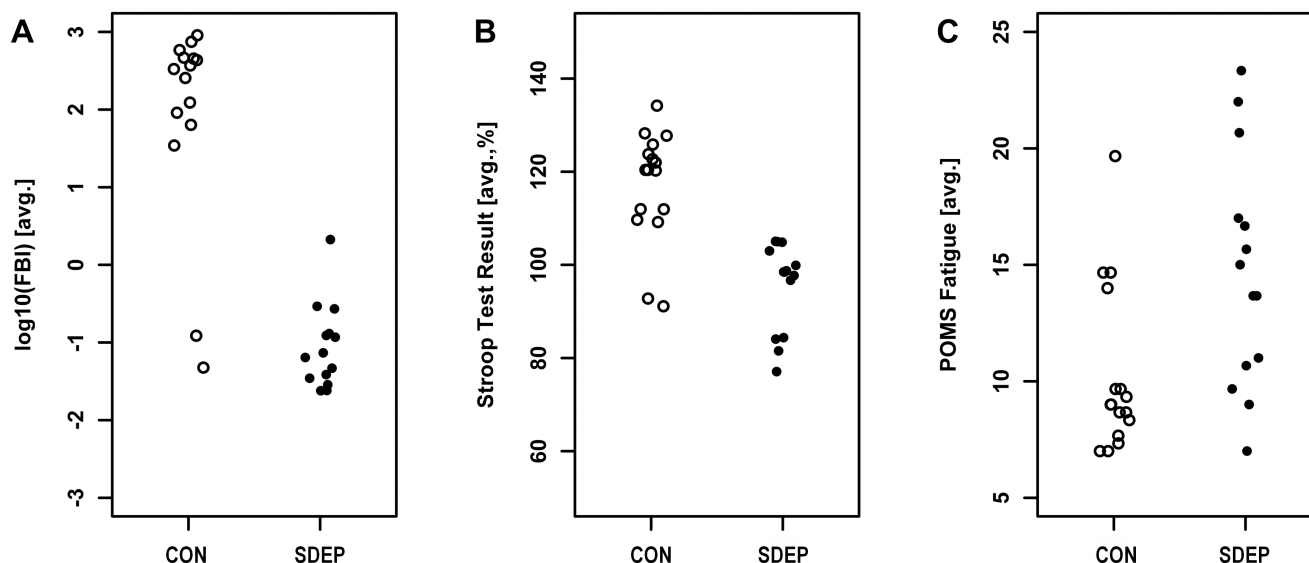 A
log10(FBI) [avg.]
3
2
1
0
-1
-2
-3
CON SDEP
B
Stroop Test Result [avg.,%]
140
120
100
80
60
CON SDEP
C
POMS Fatigue [avg.]
25
20
15
10
5
CON SDEP